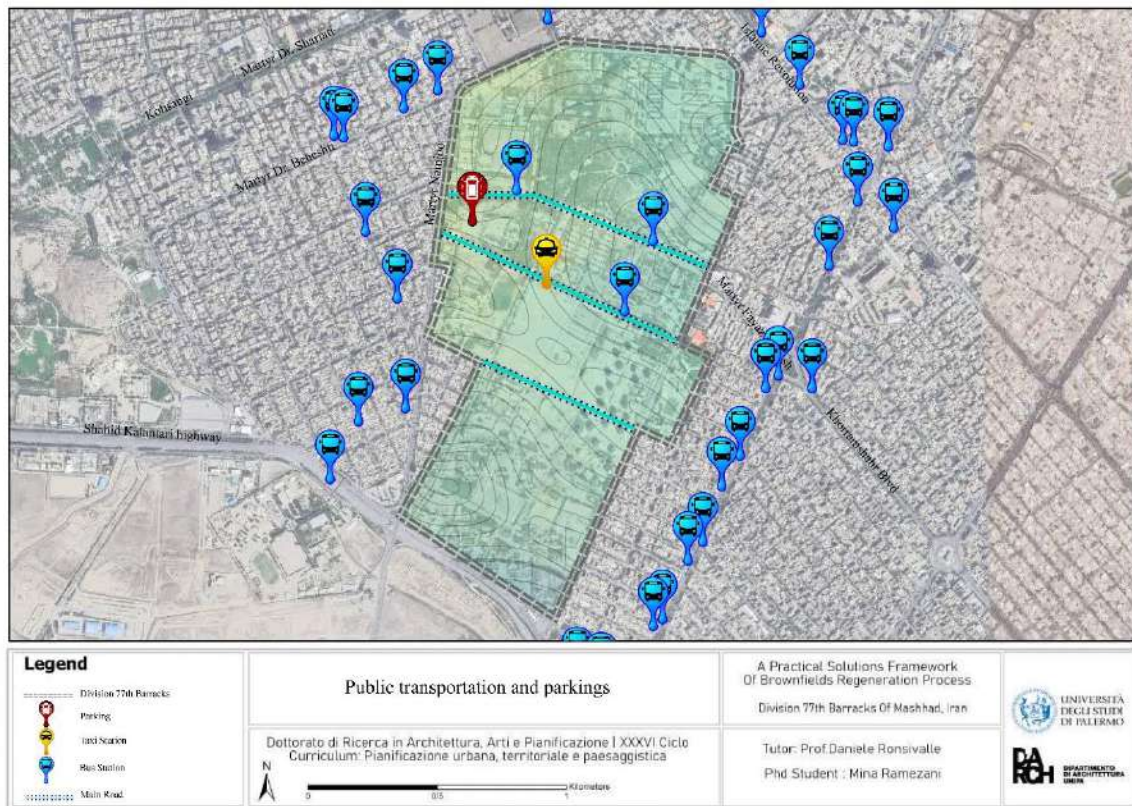 Martyr Dr. Shariati
Kohsangi
Martyr Dr. Beheshti
Islamic Revolution
Khorramshahr Blvd
Shahid Kalantari highway
Legend
Division 77th Barracks
Parking
Taxi Station
Bus Station
Main Road
Public transportation and parkings
Dottorato di Ricerca in Architettura, Arti e Pianificazione | XXXVI Ciclo
Curriculum: Pianificazione urbana, territoriale e paesaggistica
N
0 0.5 1 Kilometers
A Practical Solutions Framework
Of Brownfields Regeneration Process
Division 77th Barracks Of Mashhad, Iran
Tutor: Prof.Daniele Ronsivalle
Phd Student : Mina Ramezani
UNIVERSITÀ
DEGLI STUDI
DI PALERMO
DARCH
DIPARTIMENTO
DI ARCHITETTURA
UNIPA